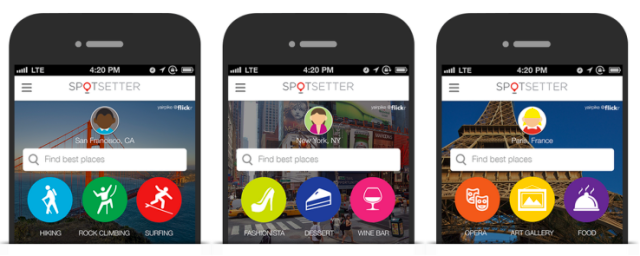 LTE 4:20 PM
SPOTSETTER
flickr
San Francisco, CA
Find best places
HIKING ROCK CLIMBING SURFING
LTE 4:20 PM
SPOTSETTER
flickr
New York, NY
Find best places
FASHIONISTA DESSERT WINE BAR
LTE 4:20 PM
SPOTSETTER
flickr
Paris, France
Find best places
OPERA ART GALLERY FOOD